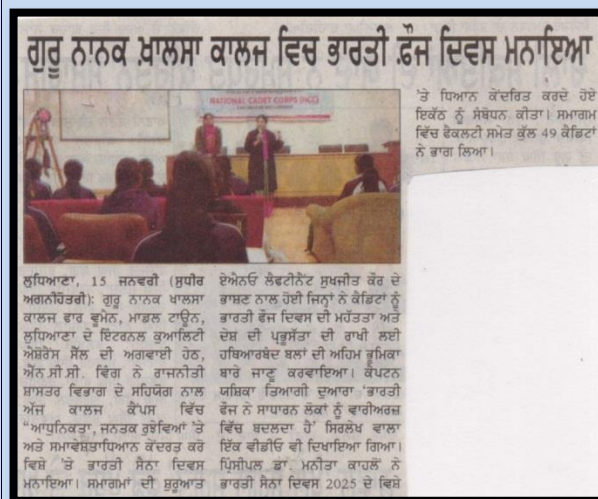 ਗੁਰੂ ਨਾਨਕ ਖ਼ਾਲਸਾ ਕਾਲਜ ਵਿਚ ਭਾਰਤੀ ਫ਼ੌਜ ਦਿਵਸ ਮਨਾਇਆ
NATIONAL CADET CORPS (NCC)
ਲੁਧਿਆਣਾ, 15 ਜਨਵਰੀ (ਸੁਧੀਰ
ਅਗਨੀਹੋਤਰੀ): ਗੁਰੂ ਨਾਨਕ ਖਾਲਸਾ
ਕਾਲਜ ਫਾਰ ਵੂਮੈਨ, ਮਾਡਲ ਟਾਊਨ,
ਲੁਧਿਆਣਾ ਦੇ ਇੰਟਰਨਲ ਕੁਆਲਿਟੀ
ਐਸ਼ੋਰੈਂਸ ਸੈੱਲ ਦੀ ਅਗਵਾਈ ਹੇਠ,
ਐੱਨ.ਸੀ.ਸੀ. ਵਿੰਗ ਨੇ ਰਾਜਨੀਤੀ
ਸ਼ਾਸਤਰ ਵਿਭਾਗ ਦੇ ਸਹਿਯੋਗ ਨਾਲ
ਅੱਜ ਕਾਲਜ ਕੈਂਪਸ ਵਿੱਚ
“ਆਧੁਨਿਕਤਾ, ਜਨਤਕ ਰੁਝੇਵਿਆਂ 'ਤੇ
ਅਤੇ ਸਮਾਵੇਸ਼ਤਾਧਿਆਨ ਕੇਂਦਰਤ ਕਰੋ
ਵਿਸ਼ੇ 'ਤੇ ਭਾਰਤੀ ਸੈਨਾ ਦਿਵਸ
ਮਨਾਇਆ। ਸਮਾਗਮਾਂ ਦੀ ਸ਼ੁਰੂਆਤ
ਏਐਨਓ ਲੈਫਟੀਨੈਂਟ ਸੁਖਜੀਤ ਕੌਰ ਦੇ
ਭਾਸ਼ਣ ਨਾਲ ਹੋਈ ਜਿਨ੍ਹਾਂ ਨੇ ਕੈਡਿਟਾਂ ਨੂੰ
ਭਾਰਤੀ ਫੌਜ ਦਿਵਸ ਦੀ ਮਹੱਤਤਾ ਅਤੇ
ਦੇਸ਼ ਦੀ ਪ੍ਰਭੂਸੱਤਾ ਦੀ ਰਾਖੀ ਲਈ
ਹਥਿਆਰਬੰਦ ਬਲਾਂ ਦੀ ਅਹਿਮ ਭੂਮਿਕਾ
ਬਾਰੇ ਜਾਣੂ ਕਰਵਾਇਆ। ਕੈਪਟਨ
ਯਸ਼ਿਕਾ ਤਿਆਗੀ ਦੁਆਰਾ ‘ਭਾਰਤੀ
ਫੌਜ ਨੇ ਸਾਧਾਰਨ ਲੋਕਾਂ ਨੂੰ ਵਾਰੀਅਰਜ਼
ਵਿੱਚ ਬਦਲਦਾ ਹੈ’ ਸਿਰਲੇਖ ਵਾਲਾ
ਇੱਕ ਵੀਡੀਓ ਵੀ ਦਿਖਾਇਆ ਗਿਆ।
ਪ੍ਰਿੰਸੀਪਲ ਡਾ. ਮਨੀਤਾ ਕਾਹਲੋਂ ਨੇ
ਭਾਰਤੀ ਸੈਨਾ ਦਿਵਸ 2025 ਦੇ ਵਿਸ਼ੇ
'ਤੇ ਧਿਆਨ ਕੇਂਦਰਿਤ ਕਰਦੇ ਹੋਏ
ਇਕੱਠ ਨੂੰ ਸੰਬੋਧਨ ਕੀਤਾ। ਸਮਾਗਮ
ਵਿੱਚ ਫੈਕਲਟੀ ਸਮੇਤ ਕੁੱਲ 49 ਕੈਡਿਟਾਂ
ਨੇ ਭਾਗ ਲਿਆ।